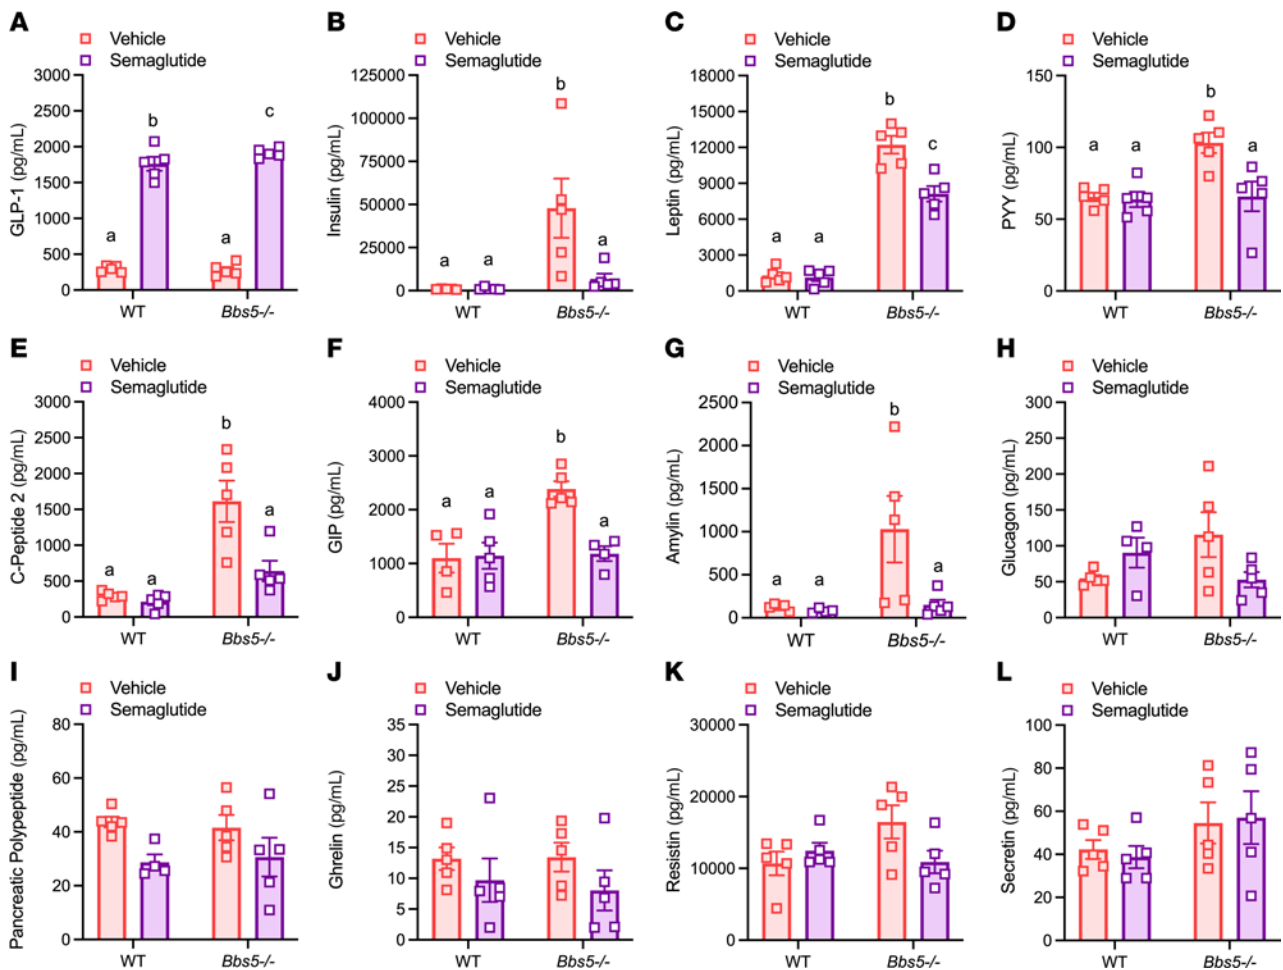 A
Vehicle
Semaglutide
GLP-1 (pg/mL)
3000
2500
2000
1500
1000
500
0
a
b
a
c
WT
Bbs5-/-
B
Vehicle
Semaglutide
Insulin (pg/mL)
125000
100000
75000
50000
25000
0
a
a
b
a
WT
Bbs5-/-
C
Vehicle
Semaglutide
Leptin (pg/mL)
18000
15000
12000
9000
6000
3000
0
a
a
b
c
WT
Bbs5-/-
D
Vehicle
Semaglutide
PYY (pg/mL)
150
100
50
0
a
a
b
a
WT
Bbs5-/-
E
Vehicle
Semaglutide
C-Peptide 2 (pg/mL)
3000
2500
2000
1500
1000
500
0
a
a
b
a
WT
Bbs5-/-
F
Vehicle
Semaglutide
GIP (pg/mL)
4000
3000
2000
1000
0
a
a
b
a
WT
Bbs5-/-
G
Vehicle
Semaglutide
Amylin (pg/mL)
2500
2000
1500
1000
500
0
a
a
b
a
WT
Bbs5-/-
H
Vehicle
Semaglutide
Glucagon (pg/mL)
300
250
200
150
100
50
0
WT
Bbs5-/-
I
Vehicle
Semaglutide
Pancreatic Polypeptide (pg/mL)
80
60
40
20
0
WT
Bbs5-/-
J
Vehicle
Semaglutide
Ghrelin (pg/mL)
35
30
25
20
15
10
5
0
WT
Bbs5-/-
K
Vehicle
Semaglutide
Resistin (pg/mL)
30000
20000
10000
0
WT
Bbs5-/-
L
Vehicle
Semaglutide
Secretin (pg/mL)
100
80
60
40
20
0
WT
Bbs5-/-